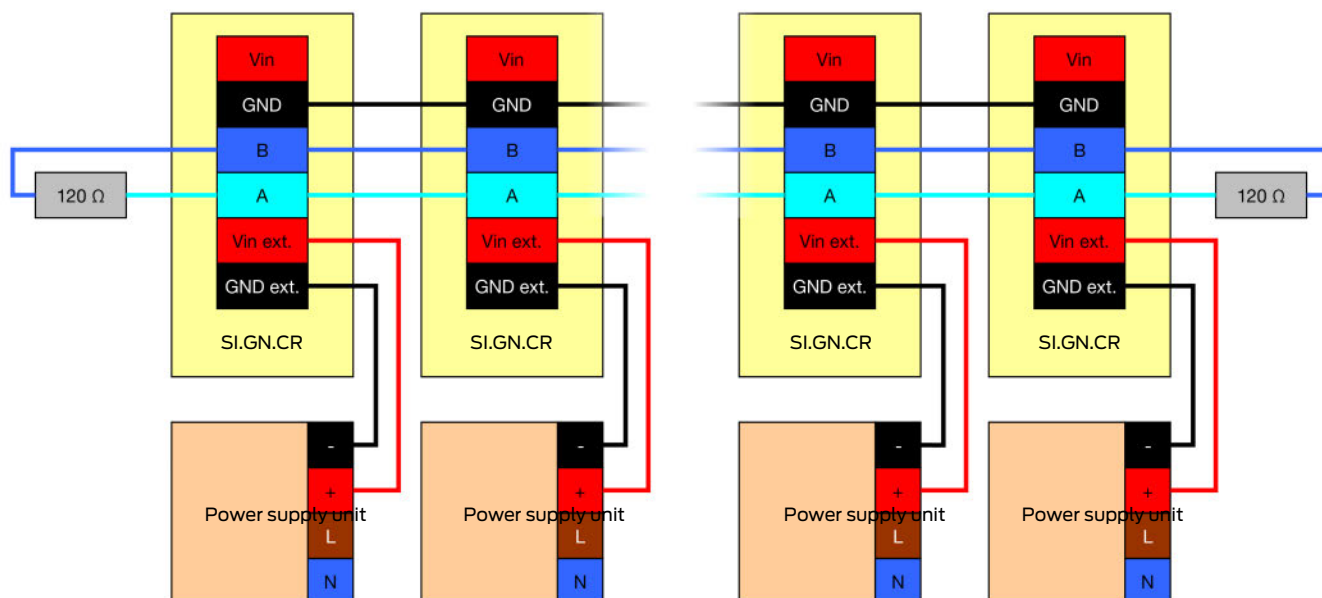 Vin Vin Vin Vin
GND GND GND GND
B B B B
120 Ω A A A A 120 Ω
Vin ext. Vin ext. Vin ext. Vin ext.
GND ext. GND ext. GND ext. GND ext.
SI.GN.CR SI.GN.CR SI.GN.CR SI.GN.CR
- - - -
+ + + +
Power supply unit Power supply unit Power supply unit Power supply unit
L L L L
N N N N